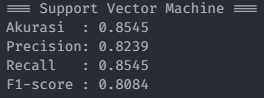 === Support Vector Machine ===
Akurasi  : 0.8545
Precision: 0.8239
Recall   : 0.8545
F1-score : 0.8084